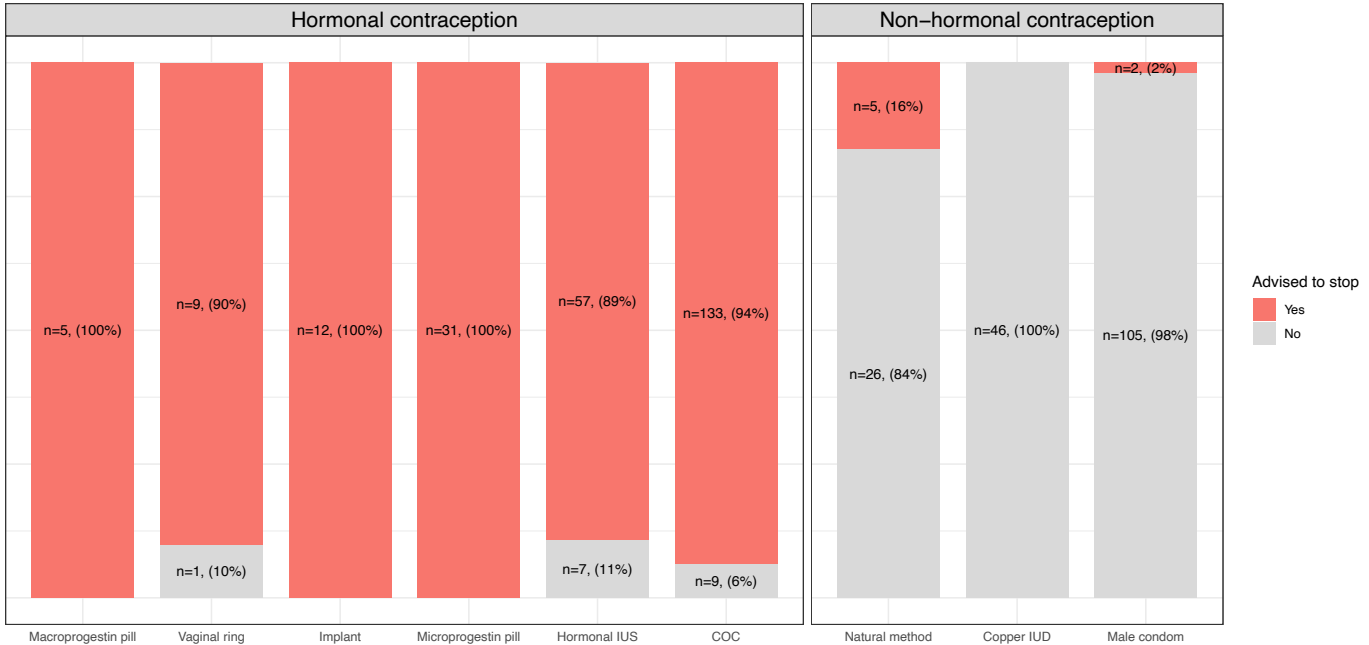 Hormonal contraception
Non−hormonal contraception
n=5, (100%)
n=9, (90%)
n=1, (10%)
n=12, (100%)
n=31, (100%)
n=57, (89%)
n=7, (11%)
n=133, (94%)
n=9, (6%)
n=5, (16%)
n=26, (84%)
n=46, (100%)
n=2, (2%)
n=105, (98%)
Macroprogestin pill
Vaginal ring
Implant
Microprogestin pill
Hormonal IUS
COC
Natural method
Copper IUD
Male condom
Advised to stop
Yes
No